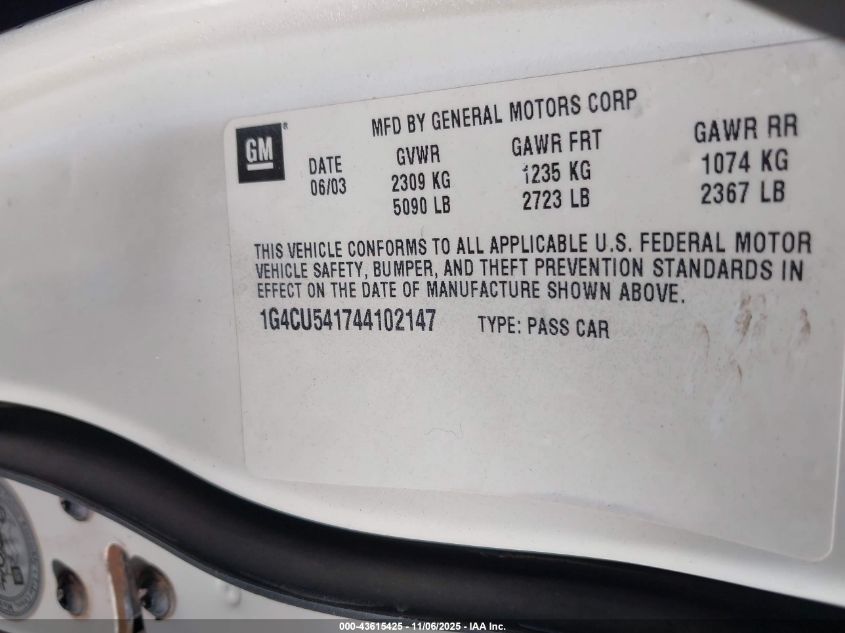 MFD BY GENERAL MOTORS CORP
GM®
DATE GVWR GAWR FRT GAWR RR
06/03 2309 KG 1235 KG 1074 KG
5090 LB 2723 LB 2367 LB
THIS VEHICLE CONFORMS TO ALL APPLICABLE U.S. FEDERAL MOTOR
VEHICLE SAFETY, BUMPER, AND THEFT PREVENTION STANDARDS IN
EFFECT ON THE DATE OF MANUFACTURE SHOWN ABOVE.
1G4CU541744102147 TYPE: PASS CAR
000-43615425 - 11/06/2025 - IAA Inc.